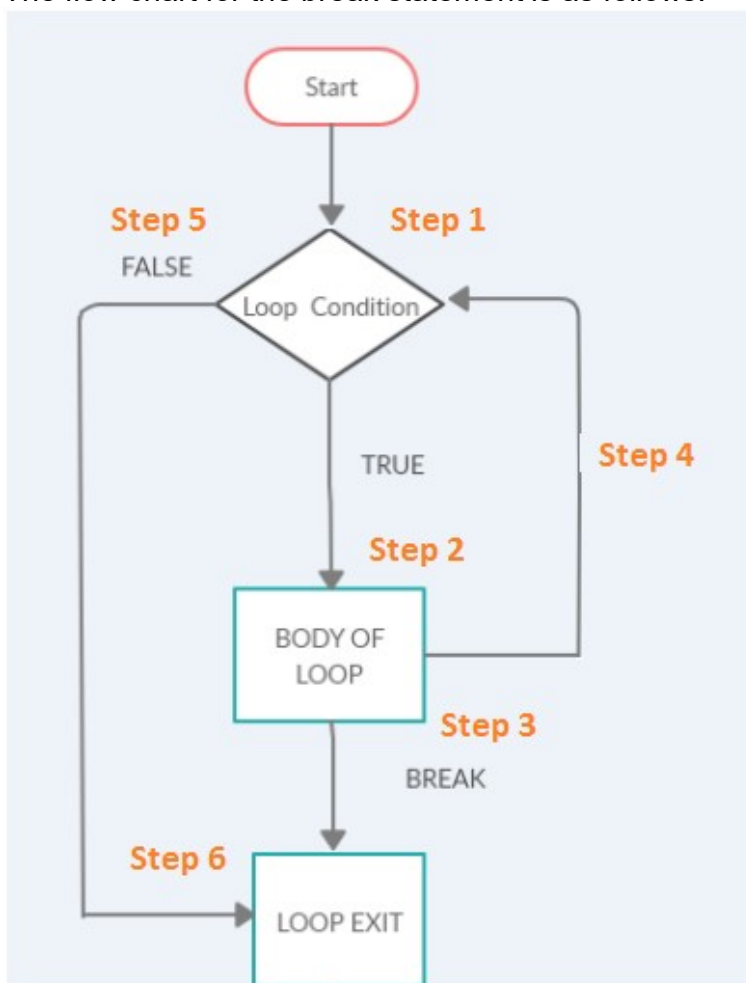 The flow chart for the break statement is as follows:
Start
Step 5
Step 1
FALSE
Loop Condition
Step 4
TRUE
Step 2
BODY OF
LOOP
Step 3
BREAK
Step 6
LOOP EXIT